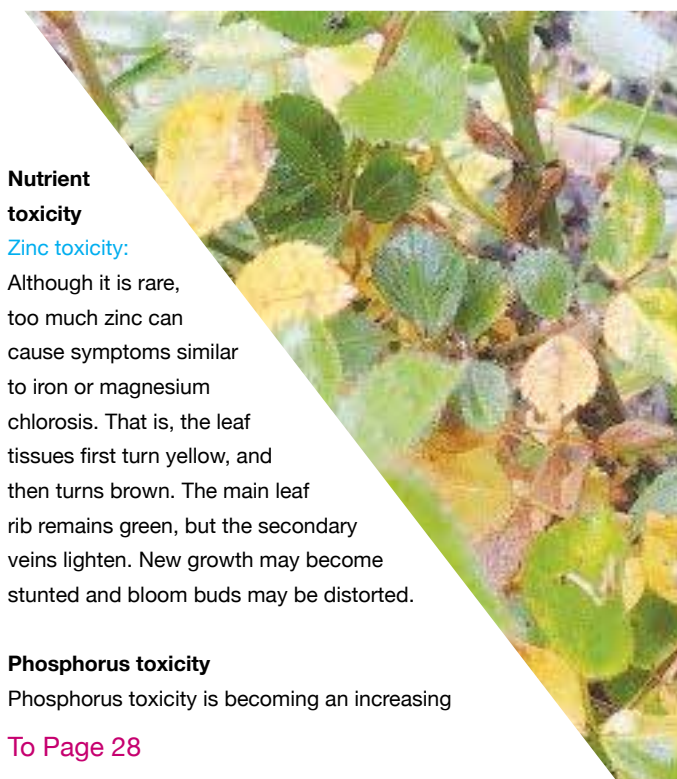 Nutrient
toxicity
Zinc toxicity:
Although it is rare,
too much zinc can
cause symptoms similar
to iron or magnesium
chlorosis. That is, the leaf
tissues first turn yellow, and
then turns brown. The main leaf
rib remains green, but the secondary
veins lighten. New growth may become
stunted and bloom buds may be distorted.
Phosphorus toxicity
Phosphorus toxicity is becoming an increasing
To Page 28